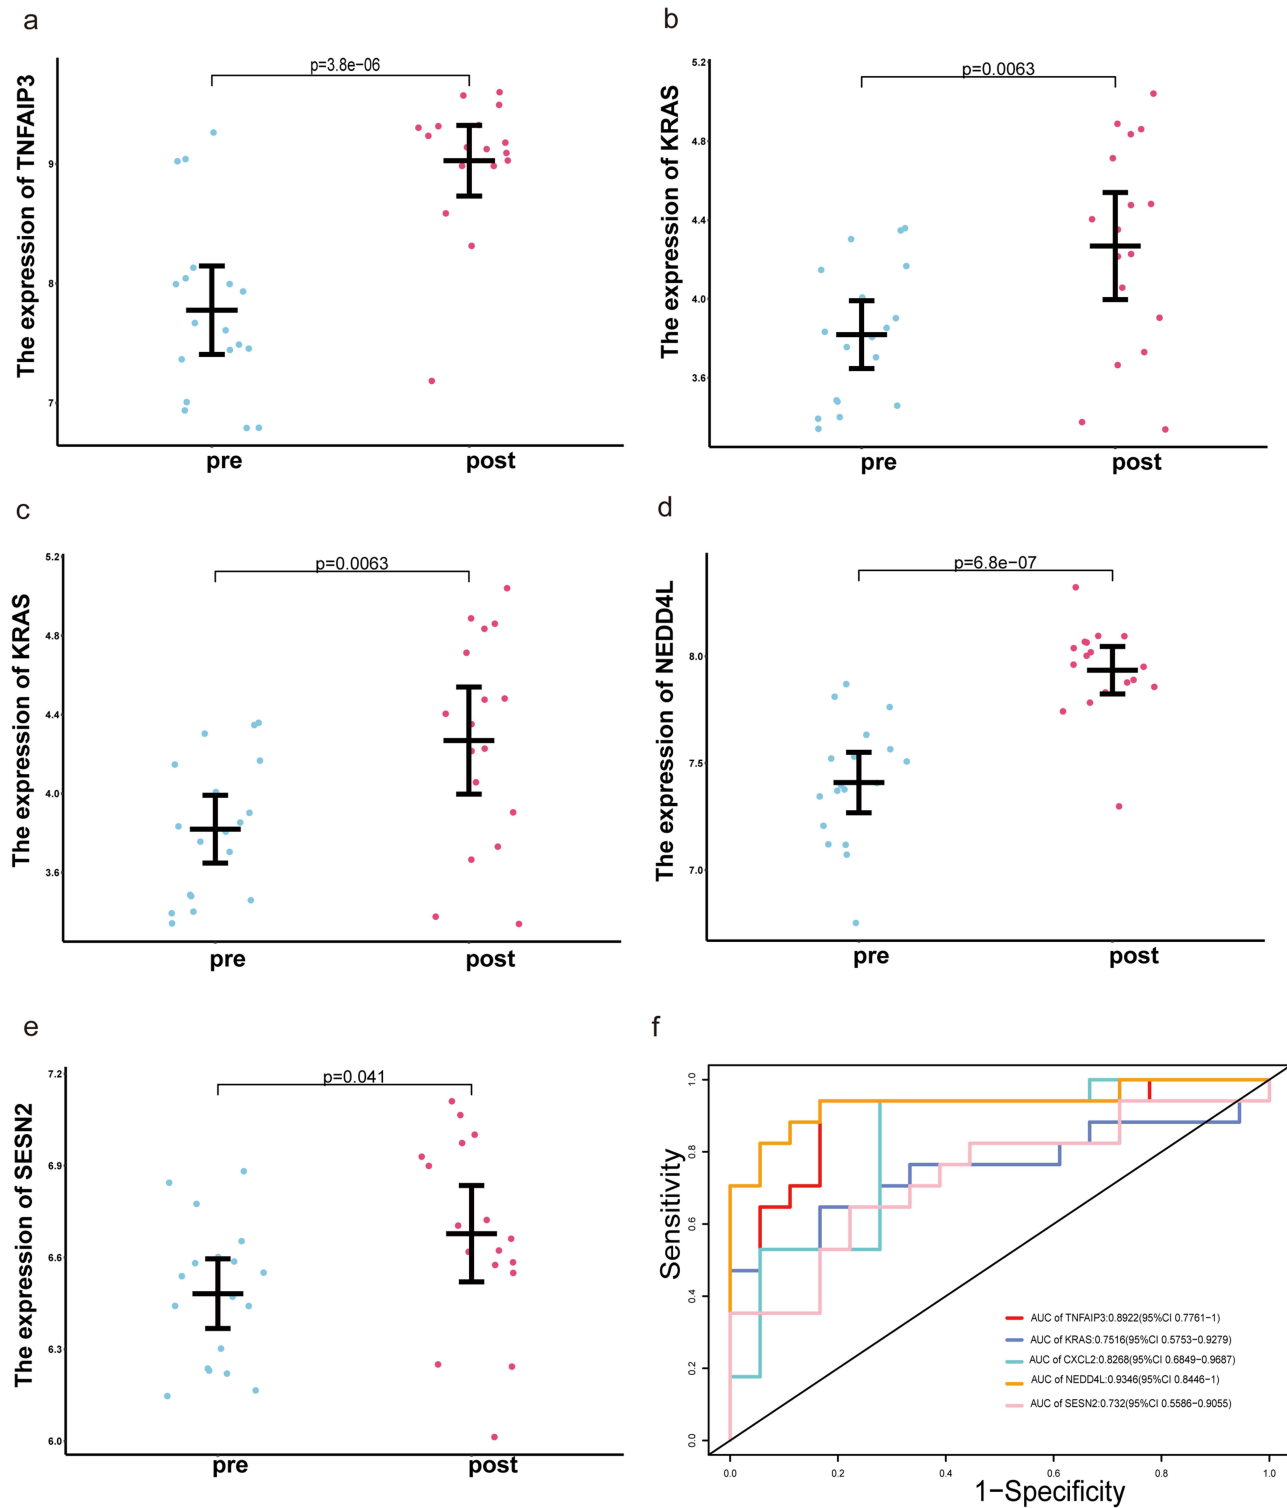 a
p=3.8e-06
The expression of TNFAIP3
9
8
7
pre
post
b
p=0.0063
The expression of KRAS
5.2
4.8
4.4
4.0
3.6
pre
post
c
p=0.0063
The expression of KRAS
5.2
4.8
4.4
4.0
3.6
pre
post
d
p=6.8e-07
The expression of NEDD4L
8.0
7.5
7.0
pre
post
e
p=0.041
The expression of SESN2
7.2
6.9
6.6
6.3
6.0
pre
post
f
Sensitivity
1.0
0.8
0.6
0.4
0.2
0.0
AUC of TNFAIP3:0.8922(95%CI 0.7761-1)
AUC of KRAS:0.7516(95%CI 0.5753-0.9279)
AUC of CXCL2:0.8268(95%CI 0.6849-0.9687)
AUC of NEDD4L:0.9346(95%CI 0.8446-1)
AUC of SESN2:0.732(95%CI 0.5586-0.9055)
0.0 0.2 0.4 0.6 0.8 1.0
1-Specificity